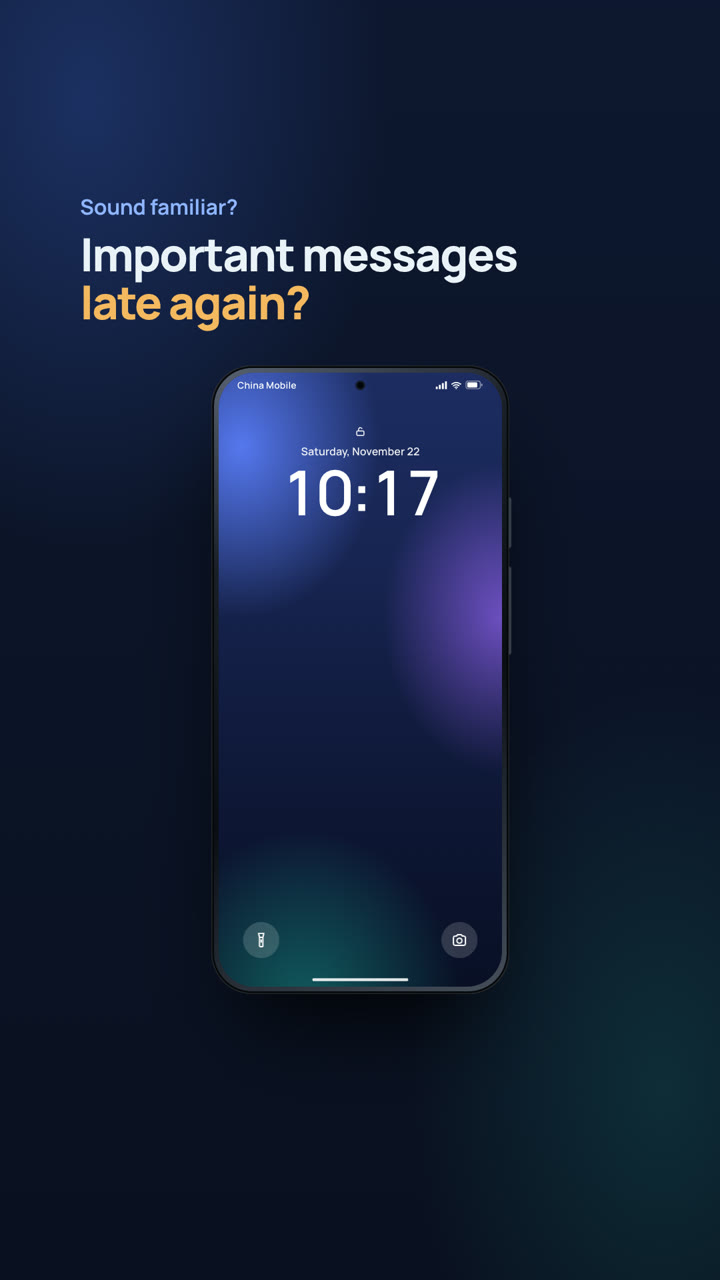 Sound familiar?
Important messages
late again?
China Mobile
Saturday, November 22
10:17